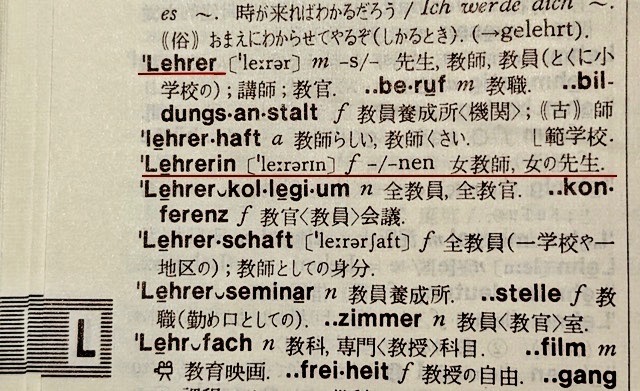 es ~. 時が来ればわかるだろう / Ich werde dich ~.
《俗》おまえにわからせてやるぞ(しかるとき). (→gelehrt).
'Lehrer ['leːrər] m -s/- 先生, 教師, 教員(とくに小
学校の) ; 講師 ; 教官. ‥be·ruf m 教職. ‥bil-
dungs·an·stalt f 教員養成所〈機関〉; 《古》師
'lehrer·haft a 教師らしい, 教師くさい. └範学校.
'Lehrerin ['leːrərɪn] f -/-nen 女教師, 女の先生.
'Lehrer⌣kol·legi·um n 全教員, 全教官. ‥kon-
ferenz f 教官〈教員〉会議.
'Lehrer·schaft ['leːrərʃaft] f 全教員(一学校や一
地区の) ; 教師としての身分.
'Lehrer⌣seminar n 教員養成所. ‥stelle f 教
職(勤め口としての). ‥zimmer n 教員〈教官〉室.
'Lehr⌣fach n 教科, 専門〈教授〉科目. ‥film m
教育映画. ‥frei·heit f 教授の自由. ‥gang
L